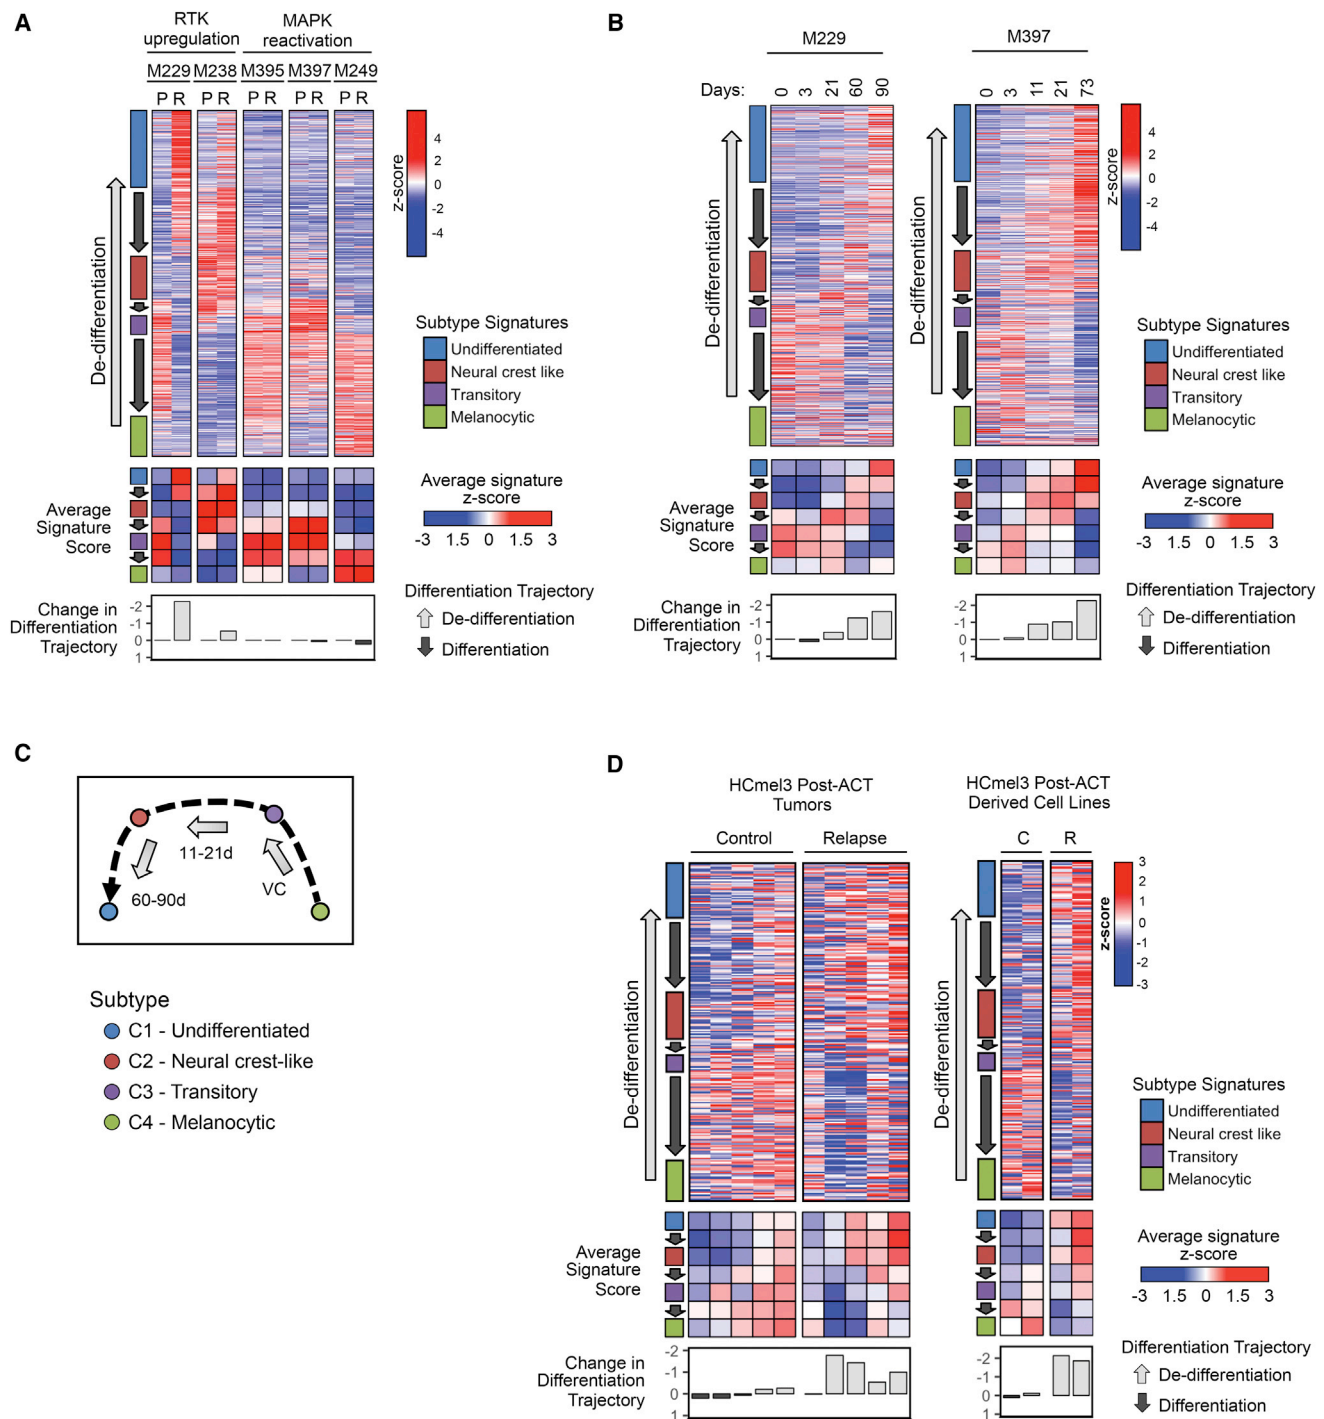 A
RTK
upregulation
MAPK
reactivation
M229 M238 M395 M397 M249
P R P R P R P R P R
De-differentiation
4
2
0
-2
-4
z-score
Subtype Signatures
Undifferentiated
Neural crest like
Transitory
Melanocytic
Average
Signature
Score
Average signature
z-score
-3 1.5 0 1.5 3
Change in
Differentiation
Trajectory
-2
-1
0
1
Differentiation Trajectory
De-differentiation
Differentiation
B
M229
M397
Days: 0 3 21 60 90
0 3 11 21 73
De-differentiation
De-differentiation
4
2
0
-2
-4
z-score
Subtype Signatures
Undifferentiated
Neural crest like
Transitory
Melanocytic
Average
Signature
Score
Average signature
z-score
-3 1.5 0 1.5 3
Change in
Differentiation
Trajectory
-2
-1
0
1
-2
-1
0
1
Differentiation Trajectory
De-differentiation
Differentiation
C
11-21d
VC
60-90d
Subtype
C1 - Undifferentiated
C2 - Neural crest-like
C3 - Transitory
C4 - Melanocytic
D
HCmel3 Post-ACT
Tumors
Control Relapse
HCmel3 Post-ACT
Derived Cell Lines
C R
De-differentiation
De-differentiation
3
2
1
0
-1
-2
-3
z-score
Subtype Signatures
Undifferentiated
Neural crest like
Transitory
Melanocytic
Average
Signature
Score
Average signature
z-score
-3 1.5 0 1.5 3
Change in
Differentiation
Trajectory
-2
-1
0
1
-2
-1
0
1
Differentiation Trajectory
De-differentiation
Differentiation